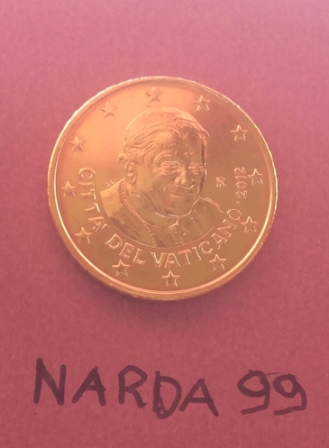 CITTA' DEL VATICANO 2012
R
NARDA 99